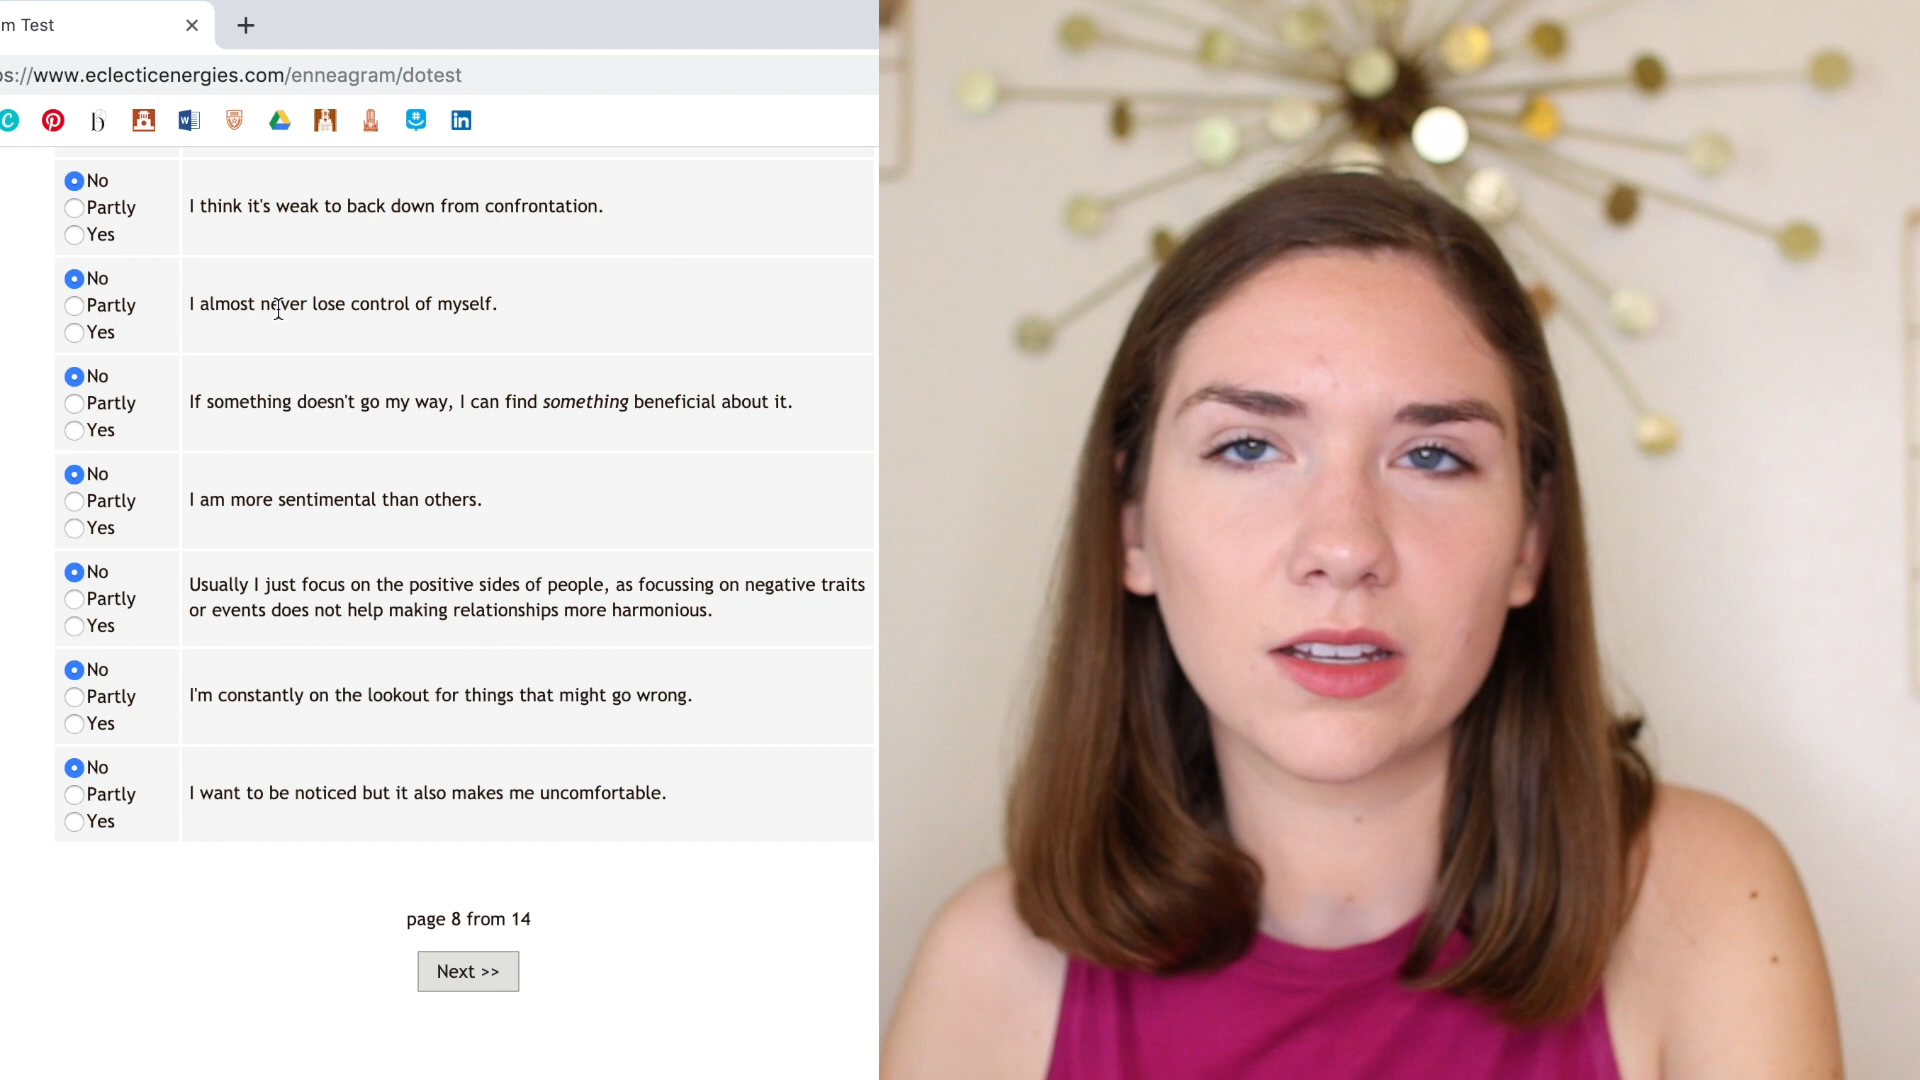 m Test
ps://www.eclecticenergies.com/enneagram/dotest
No
Partly
Yes
I think it's weak to back down from confrontation.
No
Partly
Yes
I almost never lose control of myself.
No
Partly
Yes
If something doesn't go my way, I can find something beneficial about it.
No
Partly
Yes
I am more sentimental than others.
No
Partly
Yes
Usually I just focus on the positive sides of people, as focussing on negative traits
or events does not help making relationships more harmonious.
No
Partly
Yes
I'm constantly on the lookout for things that might go wrong.
No
Partly
Yes
I want to be noticed but it also makes me uncomfortable.
page 8 from 14
Next >>